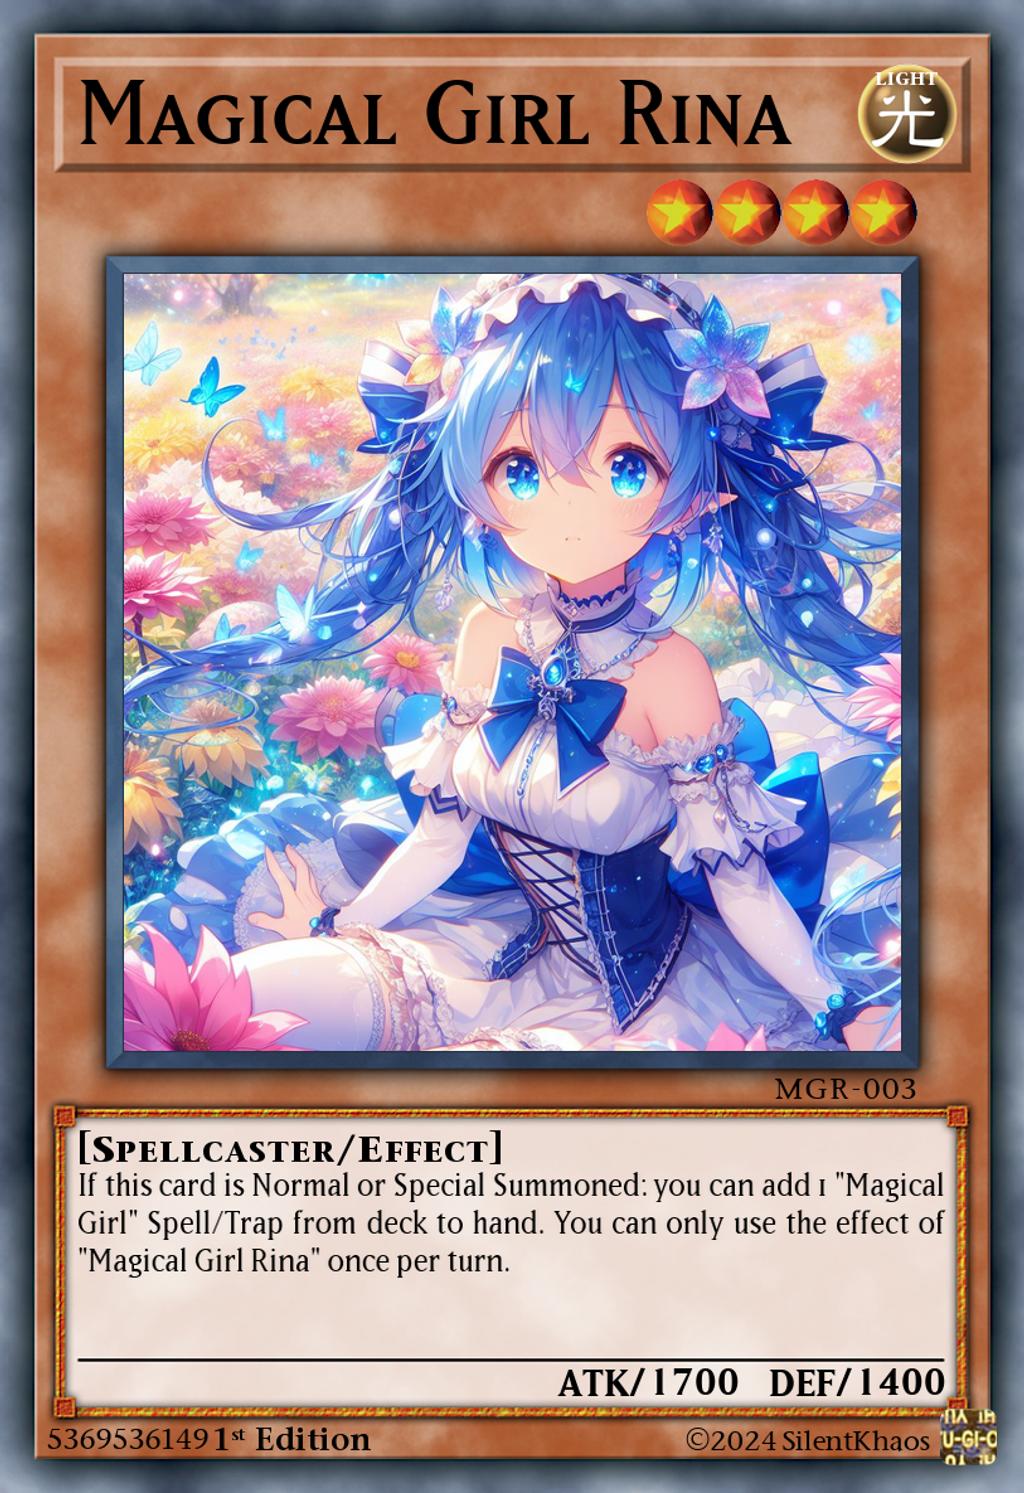 Magical Girl Rina
LIGHT
光
MGR-003
[Spellcaster/Effect]
If this card is Normal or Special Summoned: you can add 1 "Magical
Girl" Spell/Trap from deck to hand. You can only use the effect of
"Magical Girl Rina" once per turn.
ATK/1700 DEF/1400
5369536149 1st Edition
©2024 SilentKhaos
U-GI-O